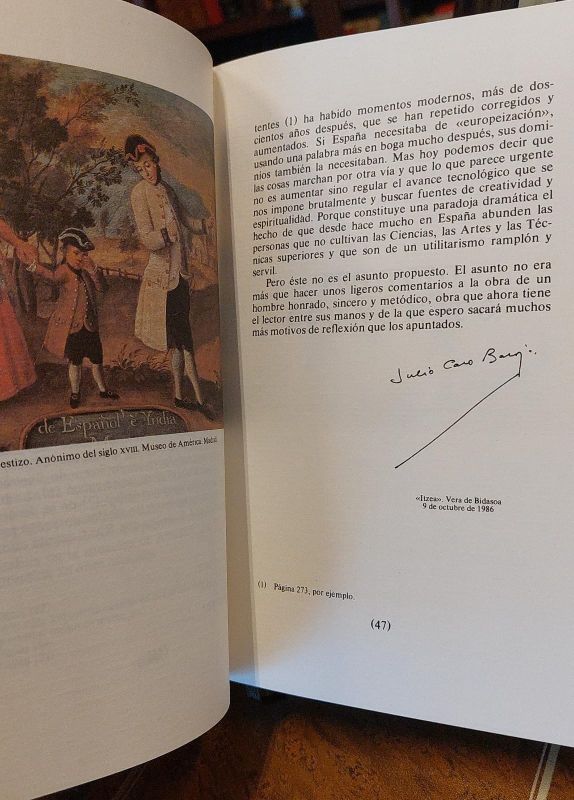 de Español è Yndia
estizo. Anónimo del siglo XVIII. Museo de América. Madrid
tentes (1) ha habido momentos modernos, más de dos-
cientos años después, que se han repetido corregidos y
aumentados. Si España necesitaba de «europeización»,
usando una palabra más en boga mucho después, sus domi-
nios también la necesitaban. Mas hoy podemos decir que
las cosas marchan por otra vía y que lo que parece urgente
no es aumentar sino regular el avance tecnológico que se
nos impone brutalmente y buscar fuentes de creatividad y
espiritualidad. Porque constituye una paradoja dramática el
hecho de que desde hace mucho en España abunden las
personas que no cultivan las Ciencias, las Artes y las Téc-
nicas superiores y que son de un utilitarismo ramplón y
servil.
Pero éste no es el asunto propuesto. El asunto no era
más que hacer unos ligeros comentarios a la obra de un
hombre honrado, sincero y metódico, obra que ahora tiene
el lector entre sus manos y de la que espero sacará muchos
más motivos de reflexión que los apuntados.
Julio Caro Baroja.
«Itzea». Vera de Bidasoa
9 de octubre de 1986
(1) Página 273, por ejemplo.
(47)